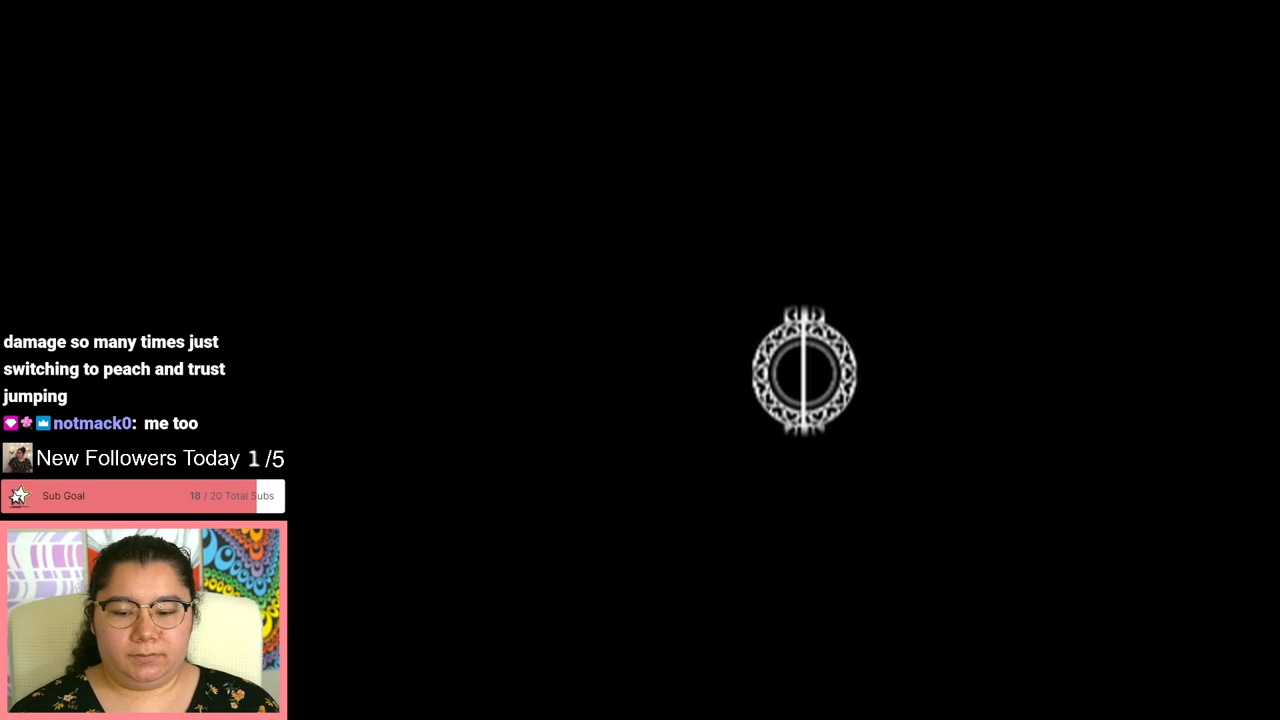 damage so many times just
switching to peach and trust
jumping
notmack0: me too
New Followers Today 1/5
Sub Goal 18 / 20 Total Subs